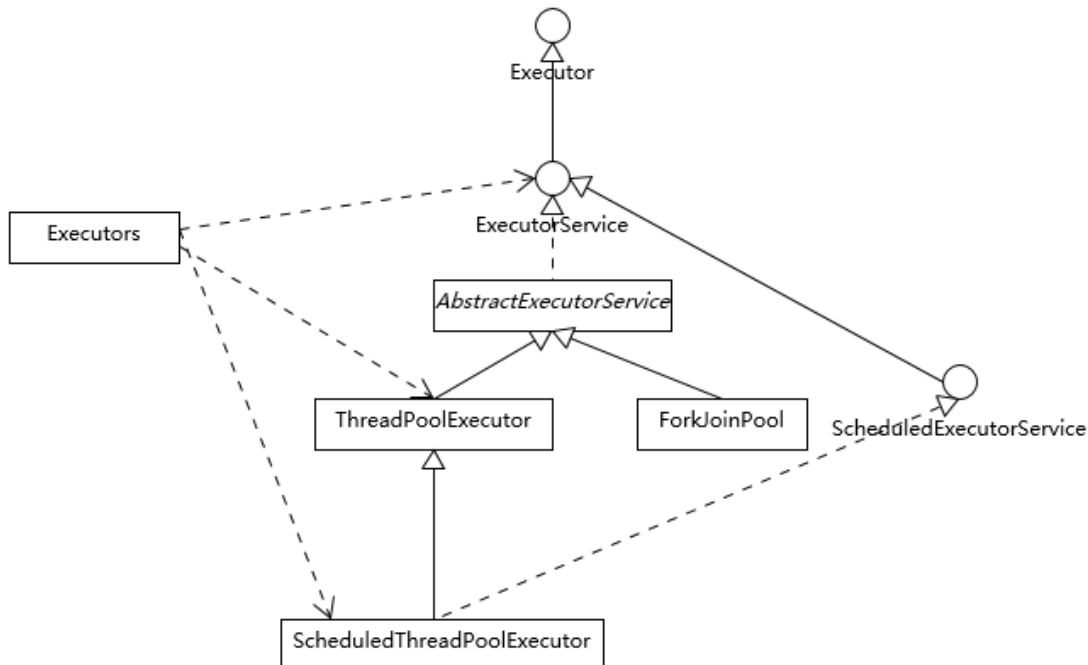 Executor
ExecutorService
Executors
AbstractExecutorService
ThreadPoolExecutor
ForkJoinPool
ScheduledExecutorService
ScheduledThreadPoolExecutor